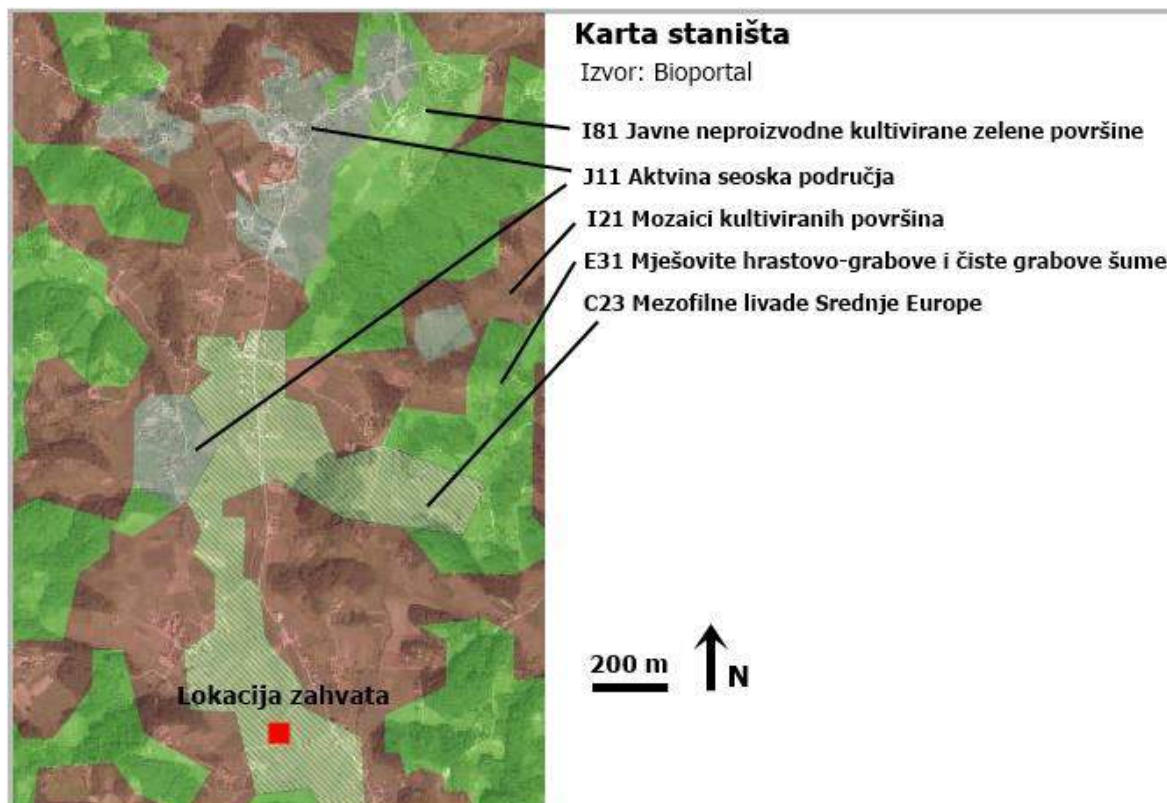 Karta staništa
Izvor: Bioportal
I81 Javne neproizvodne kultivirane zelene površine
J11 Aktvina seoska područja
I21 Mozaici kultiviranih površina
E31 Mješovite hrastovo-grabove i čiste grabove šume
C23 Mezofilne livade Srednje Europe
200 m
N
Lokacija zahvata